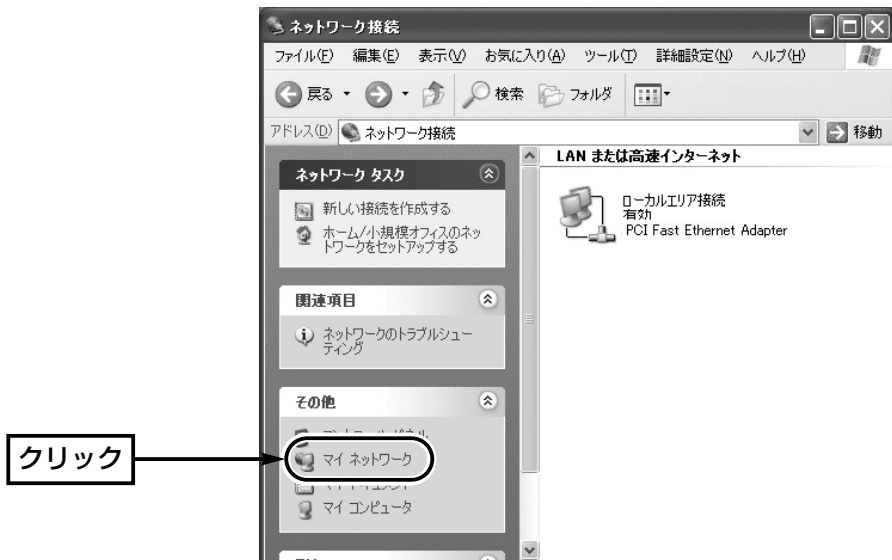 ネットワーク接続
ファイル(F) 編集(E) 表示(V) お気に入り(A) ツール(T) 詳細設定(N) ヘルプ(H)
戻る 検索 フォルダ
アドレス(D) ネットワーク接続 移動
ネットワーク タスク
新しい接続を作成する
ホーム/小規模オフィスのネッ
トワークをセットアップする
関連項目
ネットワークのトラブルシュー
ティング
その他
マイ ネットワーク
マイ コンピュータ
LAN または高速インターネット
ローカル エリア接続
有効
PCI Fast Ethernet Adapter
クリック